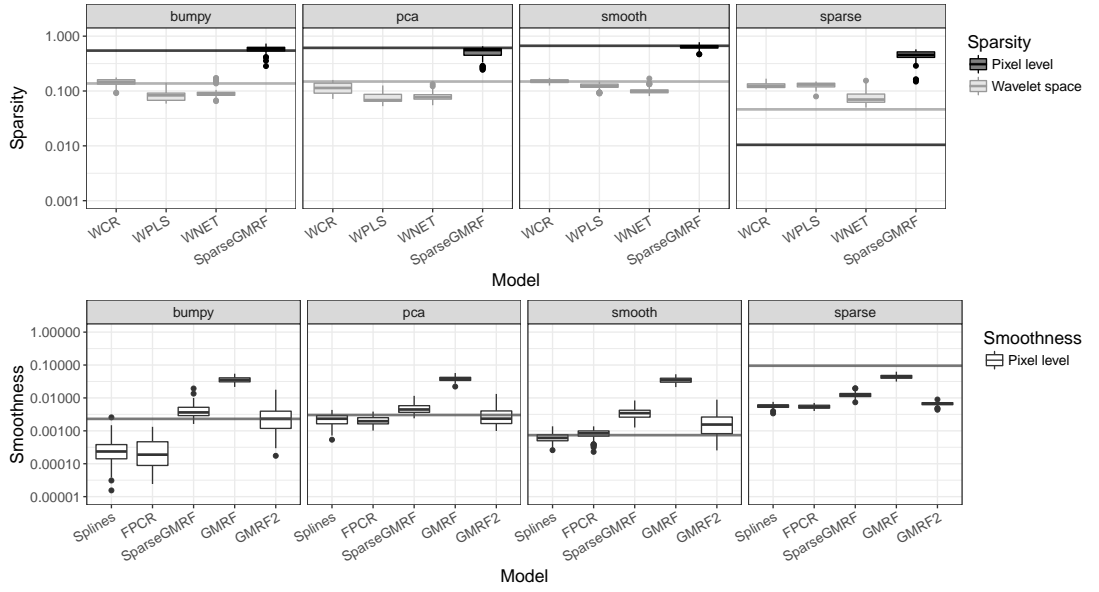 bumpy pca smooth sparse
1.000
0.100
0.010
0.001
Sparsity
WCR WPLS WNET SparseGMRF WCR WPLS WNET SparseGMRF WCR WPLS WNET SparseGMRF WCR WPLS WNET SparseGMRF
Model
Sparsity
Pixel level
Wavelet space
bumpy pca smooth sparse
1.00000
0.10000
0.01000
0.00100
0.00010
0.00001
Smoothness
Splines FPCR SparseGMRF GMRF GMRF2 Splines FPCR SparseGMRF GMRF GMRF2 Splines FPCR SparseGMRF GMRF GMRF2 Splines FPCR SparseGMRF GMRF GMRF2
Model
Smoothness
Pixel level